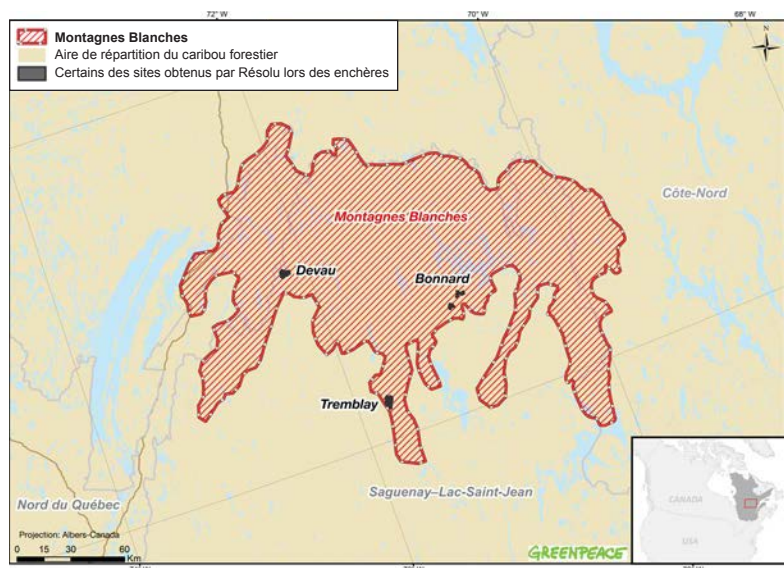 72° W
70° W
68° W
N
Montagnes Blanches
Aire de répartition du caribou forestier
Certains des sites obtenus par Résolu lors des enchères
Côte-Nord
Montagnes Blanches
Devau
Bonnard
Tremblay
Saguenay–Lac-Saint-Jean
Nord du Québec
CANADA
USA
Projection: Albers-Canada
0 15 30 60
Km
GREENPEACE